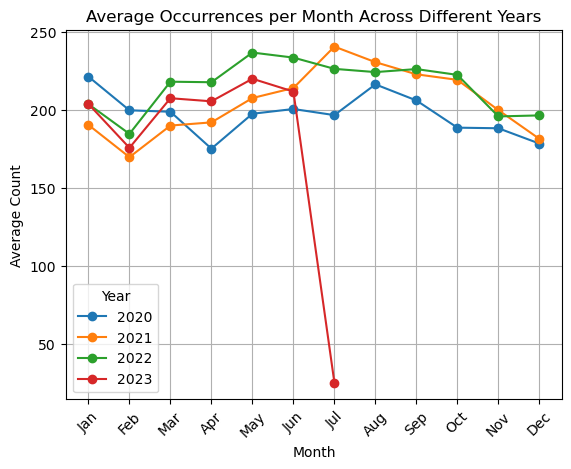 Average Occurrences per Month Across Different Years
250
200
150
100
50
Average Count
Year
2020
2021
2022
2023
Jan
Feb
Mar
Apr
May
Jun
Jul
Aug
Sep
Oct
Nov
Dec
Month